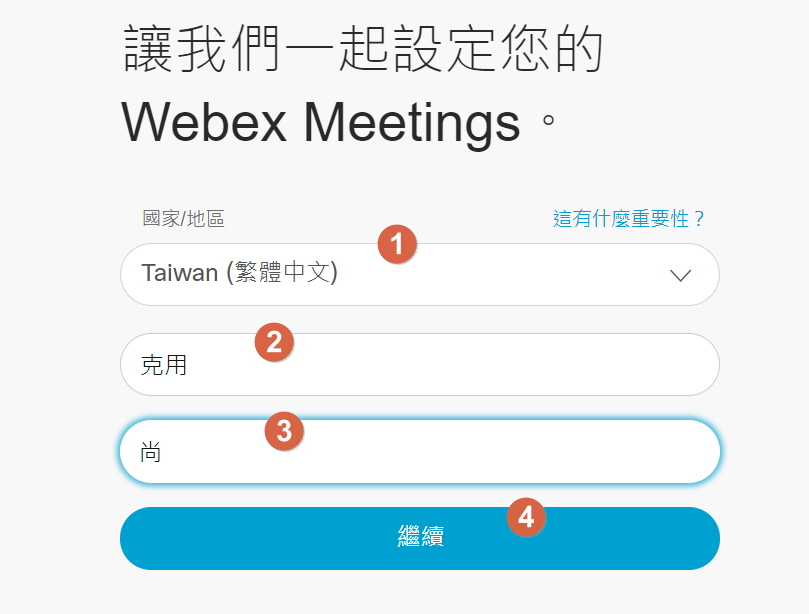 讓我們一起設定您的
Webex Meetings。
國家/地區 這有什麼重要性？
1
Taiwan (繁體中文)
2
克用
3
尚
4
繼續